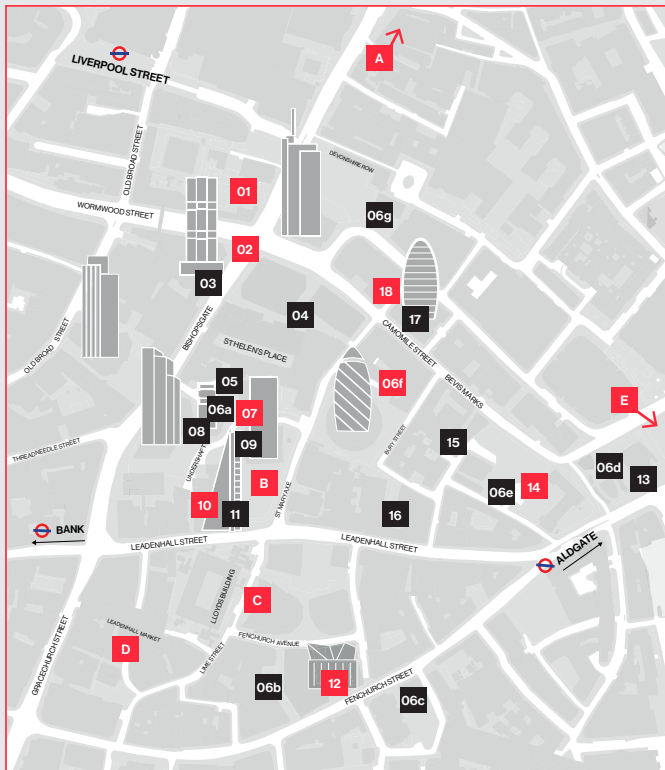 A
LIVERPOOL STREET
OLD BROAD STREET
DEVONSHIRE ROW
01
WORMWOOD STREET
06g
02
03
18
04
17
BISHOPSGATE
CAMOMILE STREET
OLD BROAD STREET
ST HELEN'S PLACE
05
06f
BEVIS MARKS
06a
07
E
08
09
15
BURY STREET
THREADNEEDLE STREET
UNDERSHAFT
06d
B
14
13
ST MARY AXE
06e
10
11
16
BANK
LEADENHALL STREET
LEADENHALL STREET
ALDGATE
LLOYDS BUILDING
C
LEADENHALL MARKET
D
FENCHURCH AVENUE
LIME STREET
GRACECHURCH STREET
06b
12
FENCHURCH STREET
06c